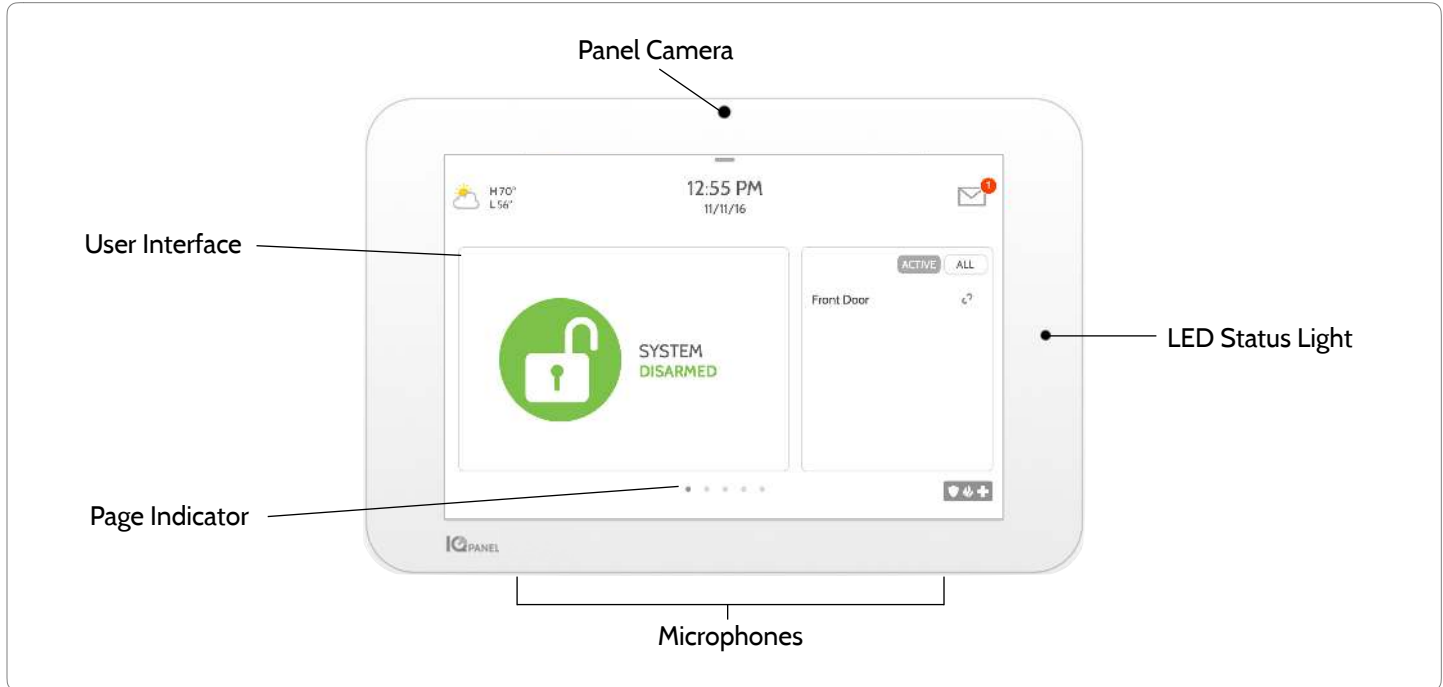 Panel Camera
H 70°
L 56°
12:55 PM
11/11/16
1
User Interface
ACTIVE
ALL
Front Door
SYSTEM
DISARMED
LED Status Light
Page Indicator
IQ PANEL
Microphones